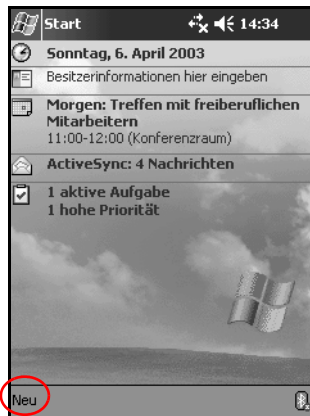 Start 14:34
Sonntag, 6. April 2003
Besitzerinformationen hier eingeben
Morgen: Treffen mit freiberuflichen
Mitarbeitern
11:00-12:00 (Konferenzraum)
ActiveSync: 4 Nachrichten
1 aktive Aufgabe
1 hohe Priorität
Neu